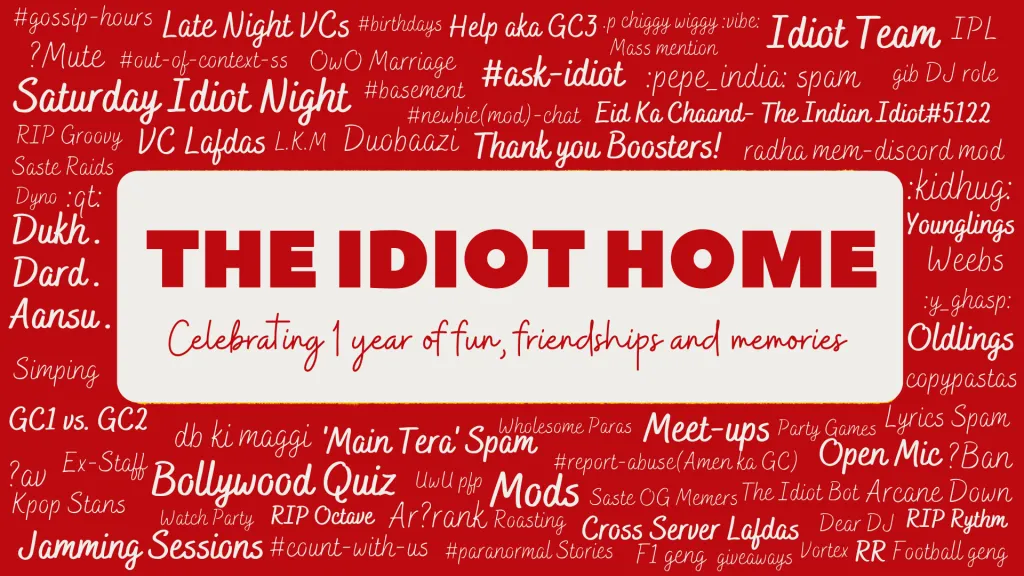 #gossip-hours Late Night VCs #birthdays Help aka GC3 .p chiggy wiggy :vibe: Idiot Team IPL
?Mute #out-of-context-ss OwO Marriage Mass mention
#ask-idiot :pepe_india: spam gib DJ role
Saturday Idiot Night #basement
#newbie(mod)-chat Eid Ka Chaand- The Indian Idiot#5122
RIP Groovy VC Lafdas L.K.M Duobaazi Thank you Boosters! radha mem-discord mod
Saste Raids
Dyno :qt: :kidhug:
Dukh. Younglings
Dard. Weebs
Aansu. :y_ghasp:
Simping Oldlings
copypastas
THE IDIOT HOME
Celebrating 1 year of fun, friendships and memories
GC1 vs. GC2 Lyrics Spam
db ki maggi 'Main Tera' Spam Wholesome Paras Meet-ups Party Games
?av Ex-Staff #report-abuse(Amen ka GC) Open Mic ?Ban
Kpop Stans Bollywood Quiz UwU pfp Mods Saste OG Memers The Idiot Bot Arcane Down
Watch Party RIP Octave Ar?rank Roasting Cross Server Lafdas Dear DJ RIP Rythm
Jamming Sessions #count-with-us #paranormal Stories F1 geng giveaways Vortex RR Football geng